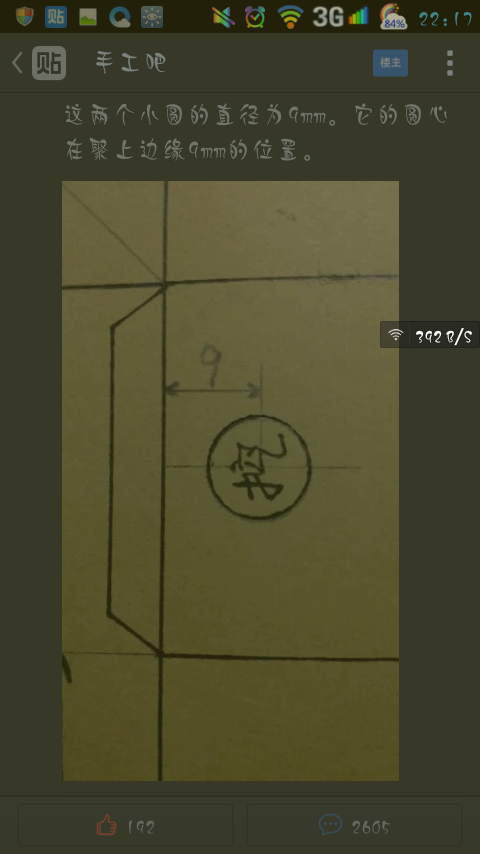 贴 3G 84% 22:17
贴 手工吧 楼主
这两个小圆的直径为9mm。它的圆心
在聚上边缘9mm的位置。
392 B/S
9
192 2605